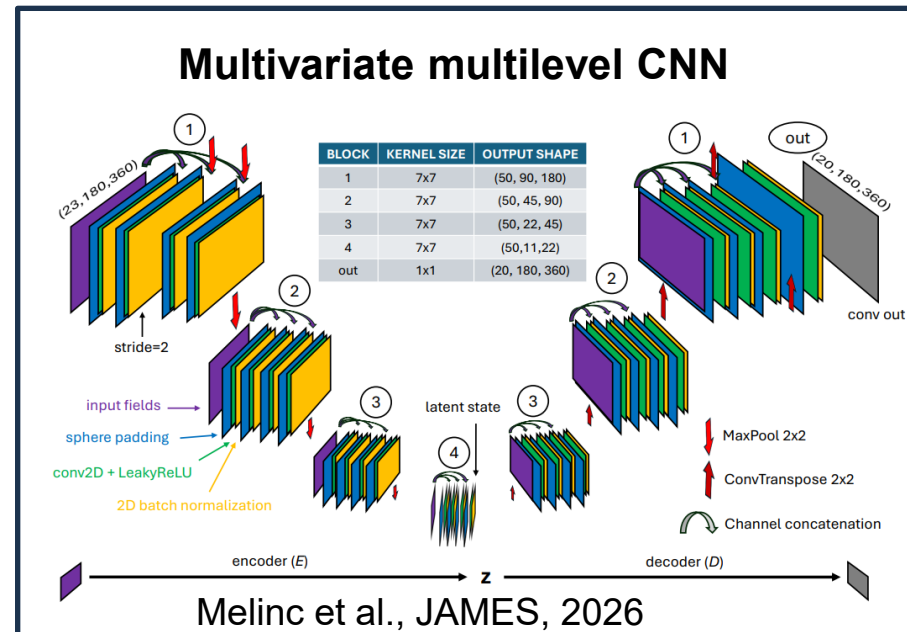 Multivariate multilevel CNN
1
(23,180,360)
stride=2
BLOCK KERNEL SIZE OUTPUT SHAPE
1 7x7 (50, 90, 180)
2 7x7 (50, 45, 90)
3 7x7 (50, 22, 45)
4 7x7 (50,11,22)
out 1x1 (20, 180, 360)
1
out
(20,180,360)
conv out
2
2
input fields
sphere padding
conv2D + LeakyReLU
2D batch normalization
3
latent state
4
3
MaxPool 2x2
ConvTranspose 2x2
Channel concatenation
encoder (E)
z
decoder (D)
Melinc et al., JAMES, 2026